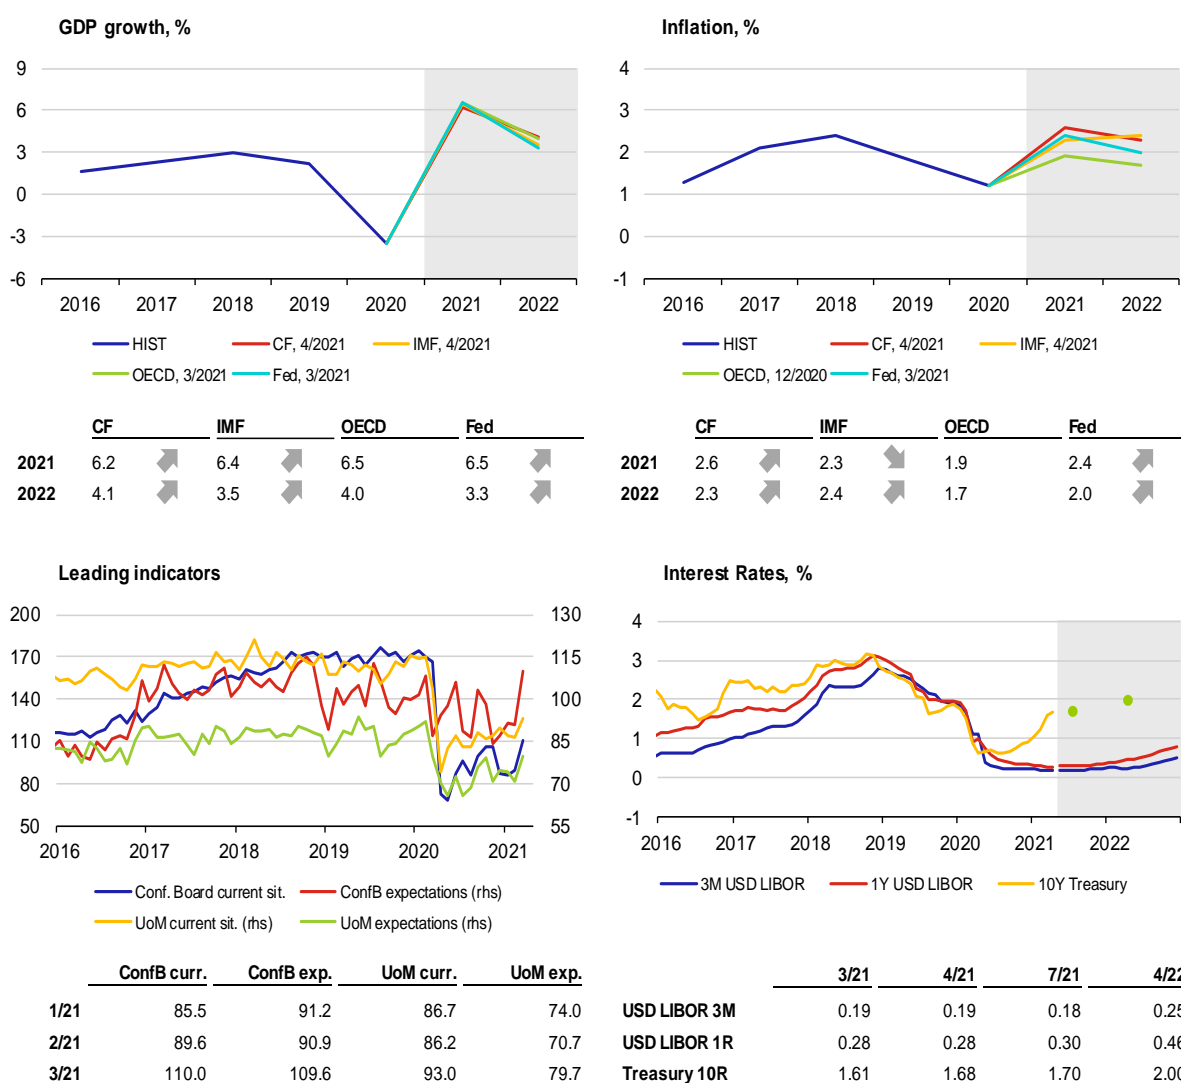 GDP growth, %
Inflation, %
9
6
3
0
-3
-6
2016 2017 2018 2019 2020 2021 2022
4
3
2
1
0
-1
2016 2017 2018 2019 2020 2021 2022
HIST CF, 4/2021 IMF, 4/2021
OECD, 3/2021 Fed, 3/2021
HIST CF, 4/2021 IMF, 4/2021
OECD, 12/2020 Fed, 3/2021
CF IMF OECD Fed
2021 6.2 6.4 6.5 6.5
2022 4.1 3.5 4.0 3.3
CF IMF OECD Fed
2021 2.6 2.3 1.9 2.4
2022 2.3 2.4 1.7 2.0
Leading indicators
200 130
170 115
140 100
110 85
80 70
50 55
2016 2017 2018 2019 2020 2021
Conf. Board current sit. ConfB expectations (rhs)
UoM current sit. (rhs) UoM expectations (rhs)
Interest Rates, %
4
3
2
1
0
-1
2016 2017 2018 2019 2020 2021 2022
3M USD LIBOR 1Y USD LIBOR 10Y Treasury
ConfB curr. ConfB exp. UoM curr. UoM exp.
1/21 85.5 91.2 86.7 74.0
2/21 89.6 90.9 86.2 70.7
3/21 110.0 109.6 93.0 79.7
3/21 4/21 7/21 4/22
USD LIBOR 3M 0.19 0.19 0.18 0.25
USD LIBOR 1R 0.28 0.28 0.30 0.46
Treasury 10R 1.61 1.68 1.70 2.00